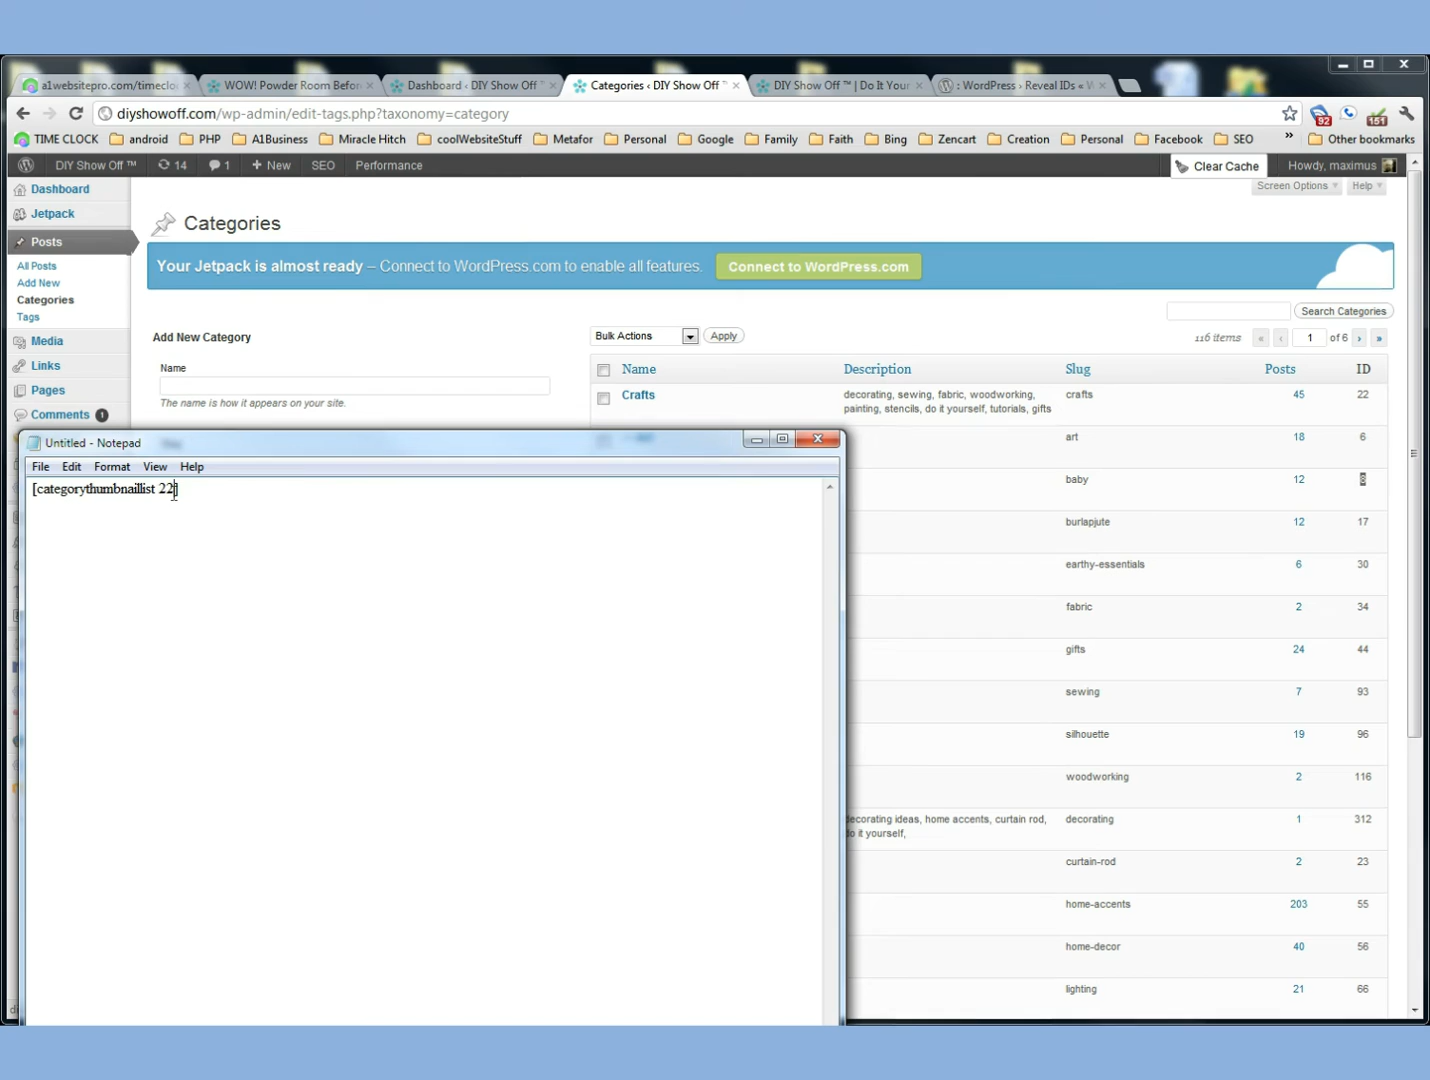 a1websitepro.com/timeclo
WOW! Powder Room Befor
Dashboard ‹ DIY Show Off ™
Categories ‹ DIY Show Off ™
DIY Show Off ™ | Do It Your
: WordPress › Reveal IDs « W
diyshowoff.com/wp-admin/edit-tags.php?taxonomy=category
92
151
TIME CLOCK android PHP A1Business Miracle Hitch coolWebsiteStuff Metafor Personal Google Family Faith Bing Zencart Creation Personal Facebook SEO » Other bookmarks
DIY Show Off ™ 14 1 + New SEO Performance Clear Cache Howdy, maximus
Screen Options Help
Dashboard
Jetpack
Posts
All Posts
Add New
Categories
Tags
Media
Links
Pages
Comments 1
Categories
Your Jetpack is almost ready – Connect to WordPress.com to enable all features. Connect to WordPress.com
Search Categories
Add New Category
Name
The name is how it appears on your site.
Bulk Actions Apply 116 items « ‹ 1 of 6 › »
Name Description Slug Posts ID
Crafts decorating, sewing, fabric, woodworking, crafts 45 22
painting, stencils, do it yourself, tutorials, gifts
art 18 6
baby 12 8
burlapjute 12 17
earthy-essentials 6 30
fabric 2 34
gifts 24 44
sewing 7 93
silhouette 19 96
woodworking 2 116
decorating ideas, home accents, curtain rod, decorating 1 312
do it yourself,
curtain-rod 2 23
home-accents 203 55
home-decor 40 56
lighting 21 66
Untitled - Notepad
File Edit Format View Help
[categorythumbnaillist 22]